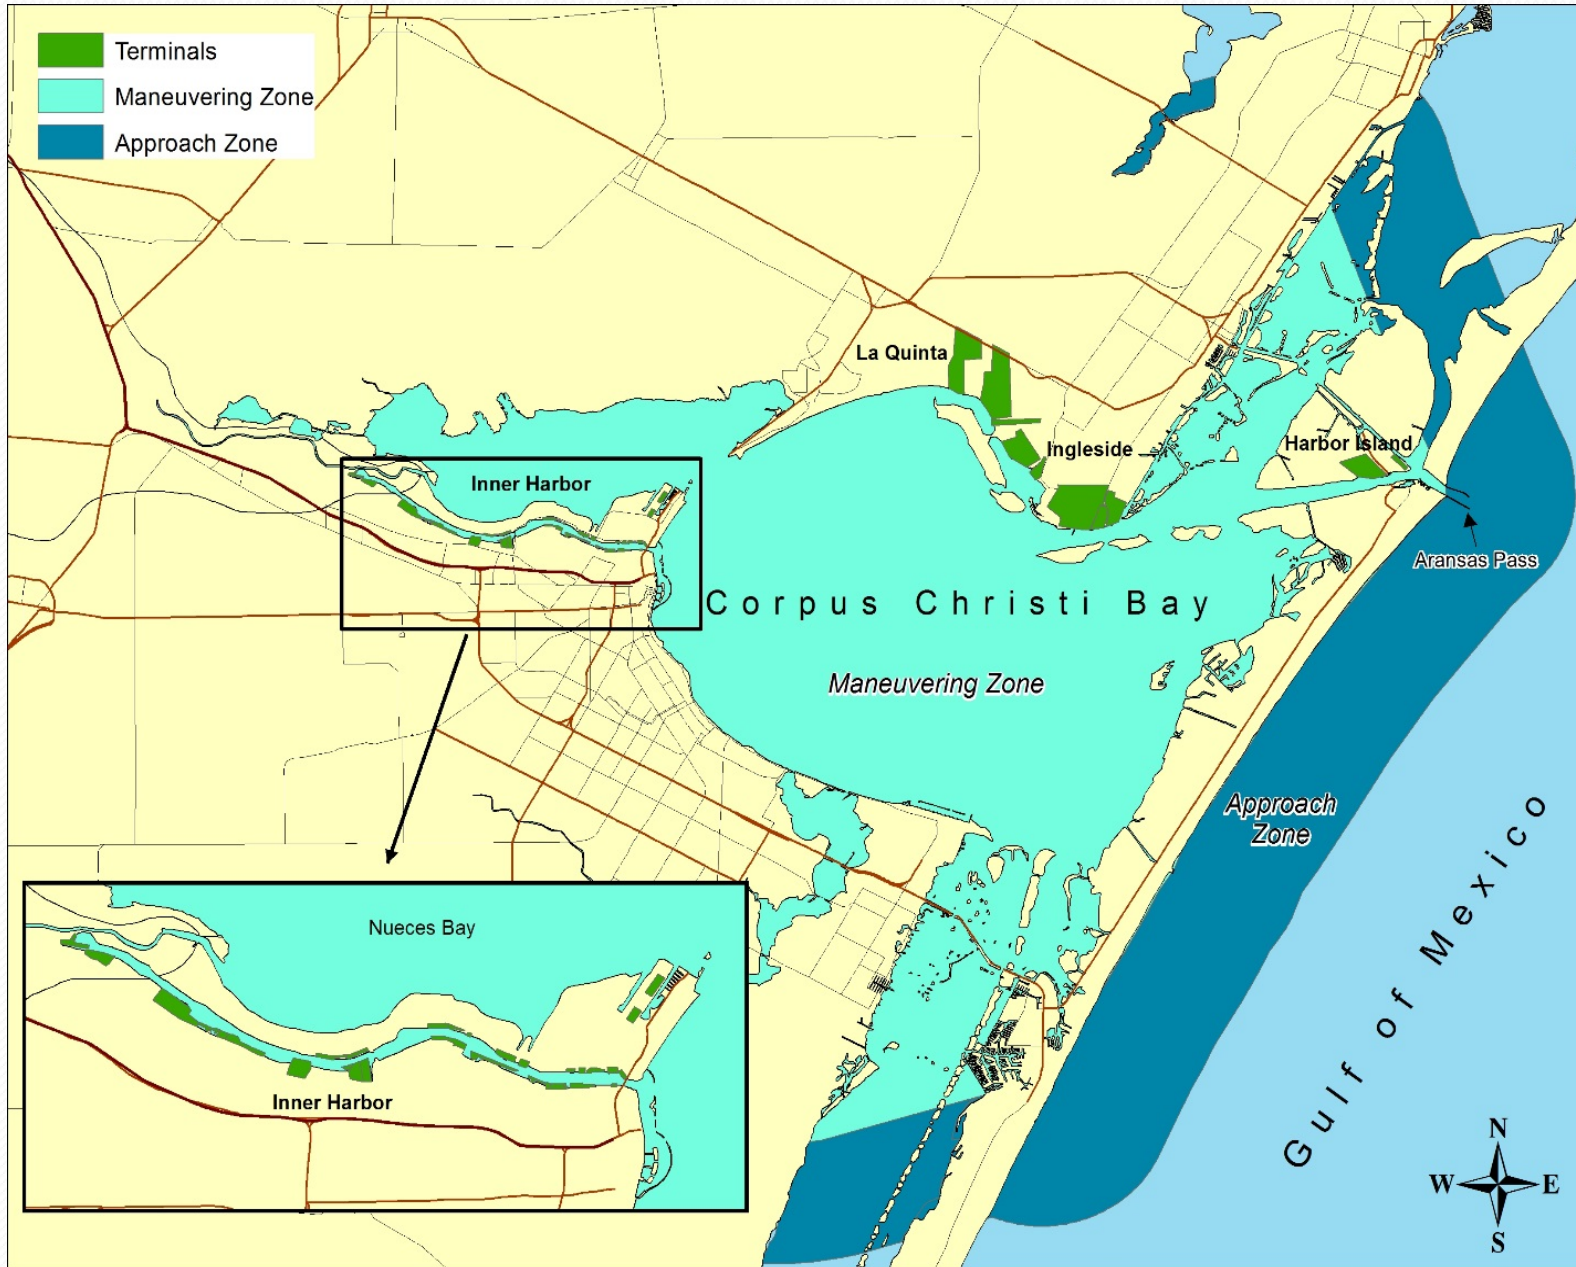 Terminals
Maneuvering Zone
Approach Zone
La Quinta
Ingleside
Harbor Island
Inner Harbor
Aransas Pass
Corpus Christi Bay
Maneuvering Zone
Approach
Zone
Gulf of Mexico
Nueces Bay
Inner Harbor
N
W
E
S